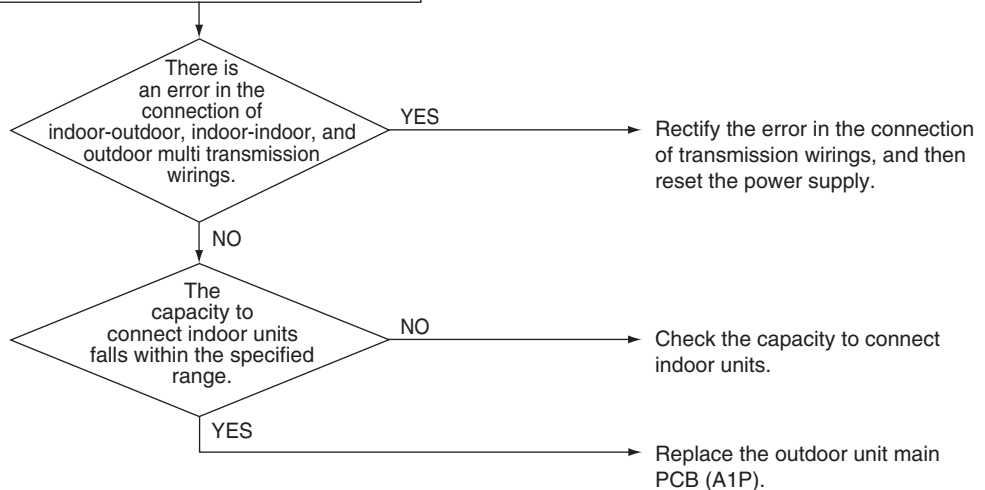 There is
an error in the
connection of
indoor-outdoor, indoor-indoor, and
outdoor multi transmission
wirings.
YES
Rectify the error in the connection
of transmission wirings, and then
reset the power supply.
NO
The
capacity to
connect indoor units
falls within the specified
range.
NO
Check the capacity to connect
indoor units.
YES
Replace the outdoor unit main
PCB (A1P).